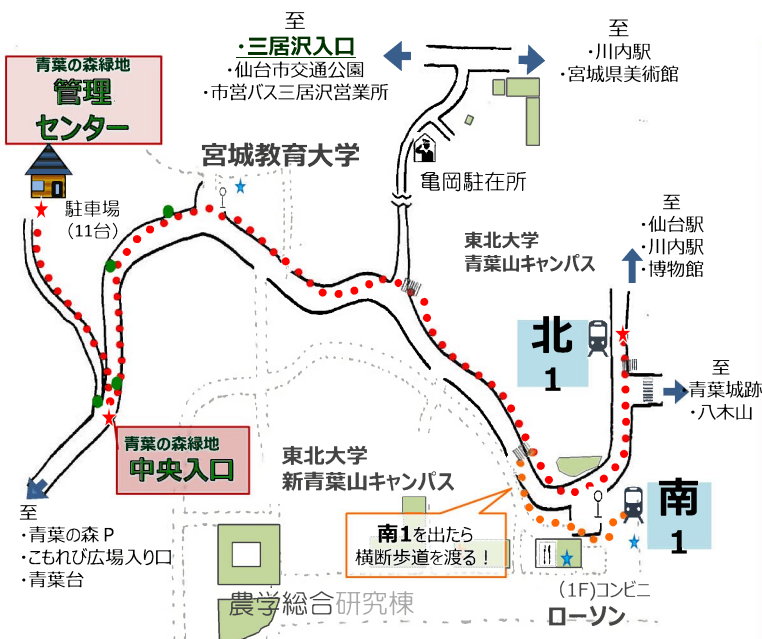 至
・三居沢入口
・仙台市交通公園
・市営バス三居沢営業所
至
・川内駅
・宮城県美術館
青葉の森緑地
管理
センター
宮城教育大学
亀岡駐在所
駐車場
（11台）
東北大学
青葉山キャンパス
至
・仙台駅
・川内駅
・博物館
北
1
至
青葉城跡
・八木山
青葉の森緑地
中央入口
東北大学
新青葉山キャンパス
南
1
至
・青葉の森 P
・こもれび広場入り口
・青葉台
南1を出たら
横断歩道を渡る！
（1F)コンビニ
ローソン
農学総合研究棟